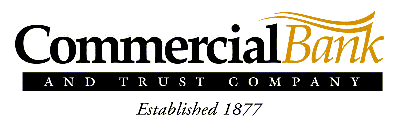 CommercialBank
AND TRUST COMPANY
Established 1877